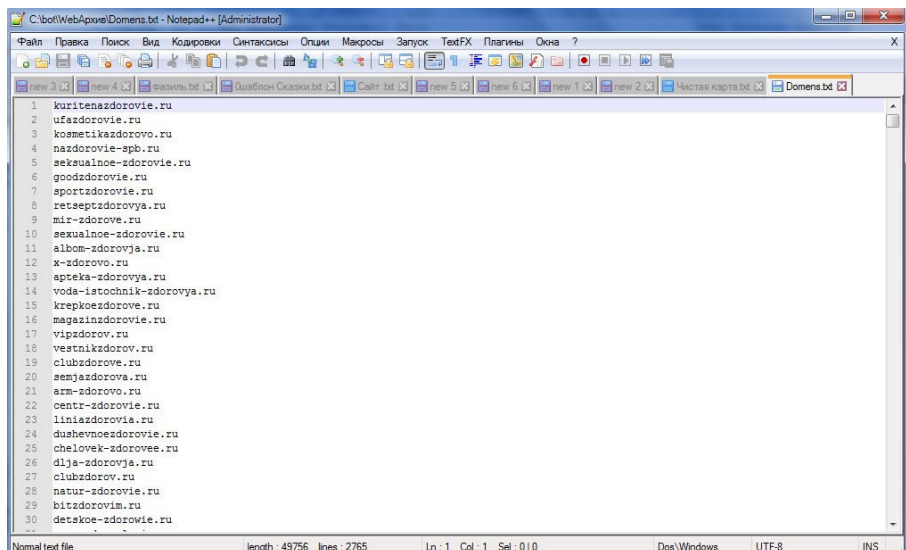 C:\bot\WebАрхив\Domens.txt - Notepad++ [Administrator]
Файл Правка Поиск Вид Кодировки Синтаксисы Опции Макросы Запуск TextFX Плагины Окна ? X
new 3 new 4 фазиль.txt 0шаблон Сказки.txt Сайт.txt new 5 new 6 new 1 new 2 Чистая карта.txt Domens.txt
1 kuritenazdorovie.ru
2 ufazdorovie.ru
3 kosmetikazdorovo.ru
4 nazdorovie-spb.ru
5 seksualnoe-zdorovie.ru
6 goodzdorovie.ru
7 sportzdorovie.ru
8 retseptzdorovya.ru
9 mir-zdorove.ru
10 sexualnoe-zdorovie.ru
11 albom-zdorovja.ru
12 x-zdorovo.ru
13 apteka-zdorovya.ru
14 voda-istochnik-zdorovya.ru
15 krepkoezdorove.ru
16 magazinzdorovie.ru
17 vipzdorov.ru
18 vestnikzdorov.ru
19 clubzdorove.ru
20 semjazdorova.ru
21 arm-zdorovo.ru
22 centr-zdorovie.ru
23 liniazdorovia.ru
24 dushevnoezdorovie.ru
25 chelovek-zdorovee.ru
26 dlja-zdorovja.ru
27 clubzdorov.ru
28 natur-zdorovie.ru
29 bitzdorovim.ru
30 detskoe-zdorowie.ru
Normal text file length : 49756 lines : 2765 Ln : 1 Col : 1 Sel : 0 | 0 Dos\Windows UTF-8 INS